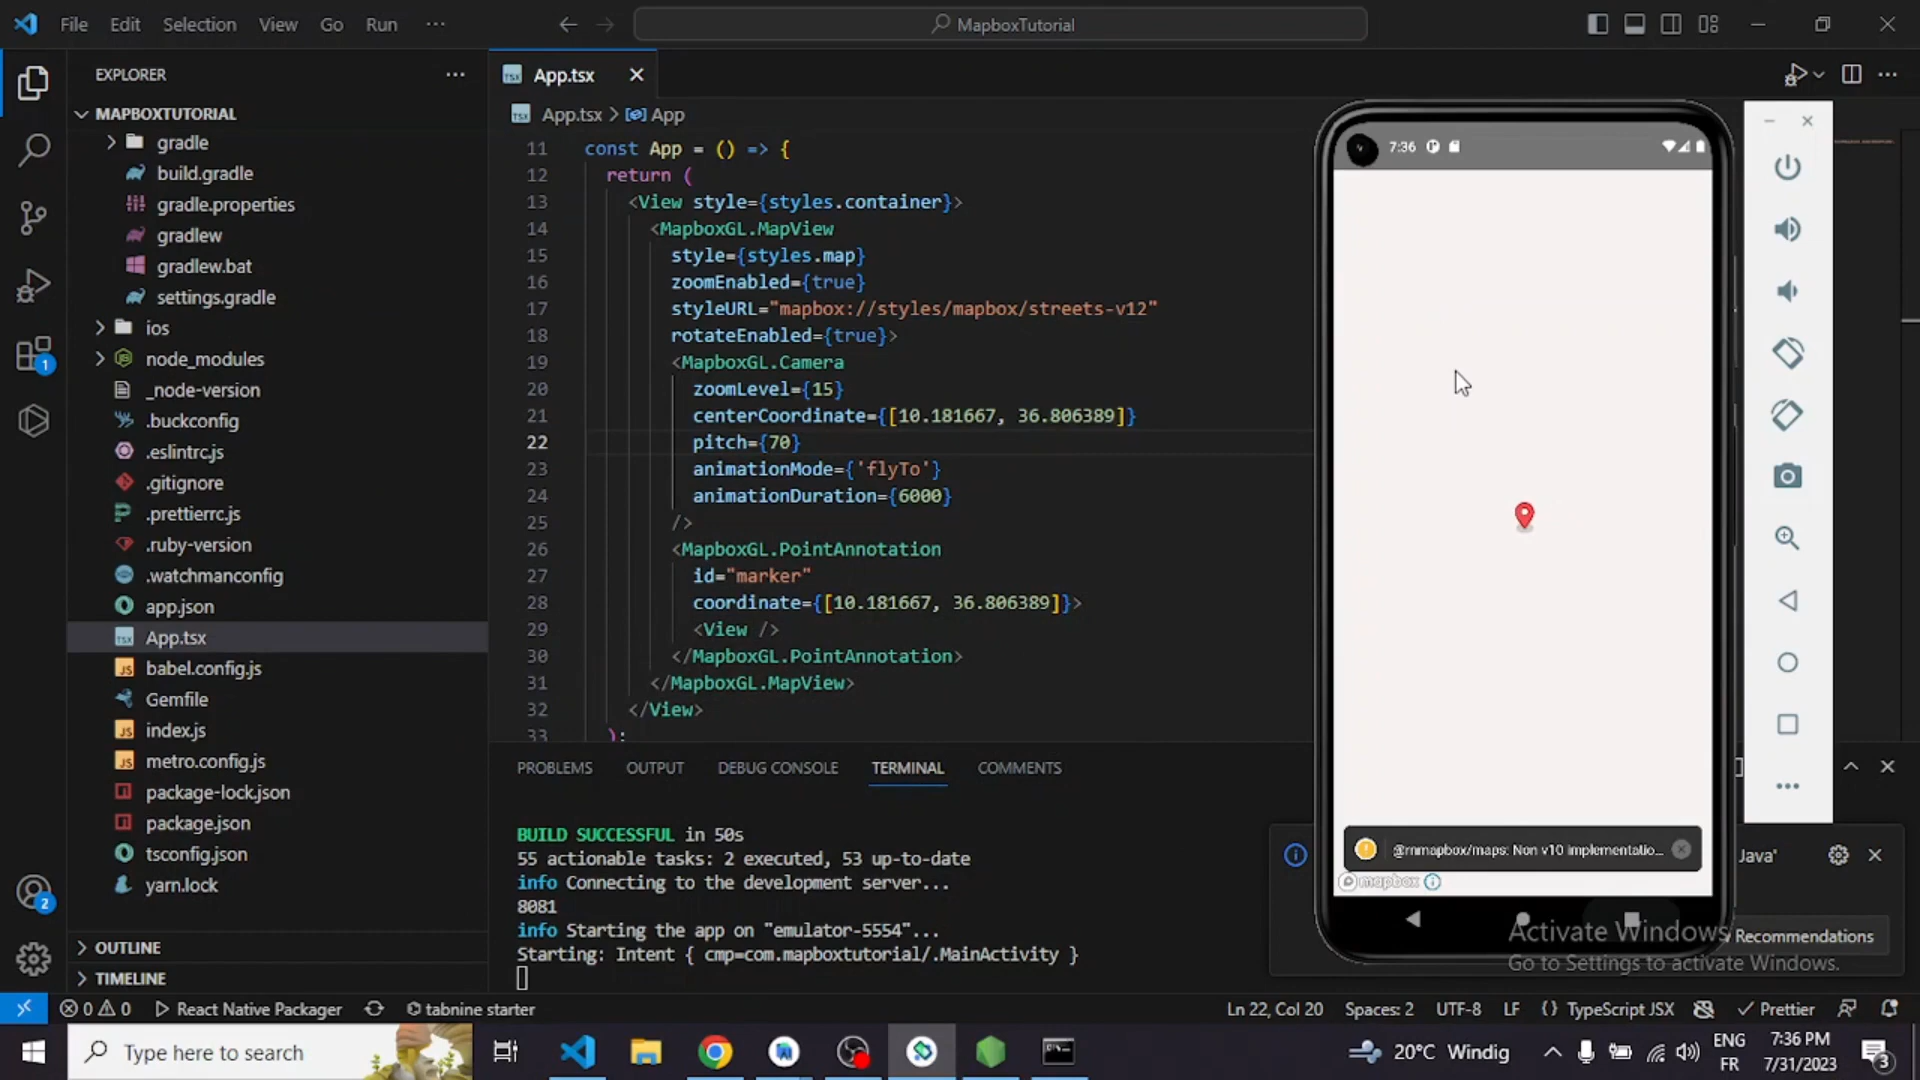 File Edit Selection View Go Run ···
MapboxTutorial
EXPLORER
MAPBOXTUTORIAL
gradle
build.gradle
gradle.properties
gradlew
gradlew.bat
settings.gradle
ios
node_modules
_node-version
.buckconfig
.eslintrc.js
.gitignore
.prettierrc.js
.ruby-version
.watchmanconfig
app.json
App.tsx
babel.config.js
Gemfile
index.js
metro.config.js
package-lock.json
package.json
tsconfig.json
yarn.lock
OUTLINE
TIMELINE
App.tsx
App.tsx > App
11 const App = () => {
12 return (
13 <View style={styles.container}>
14 <MapboxGL.MapView
15 style={styles.map}
16 zoomEnabled={true}
17 styleURL="mapbox://styles/mapbox/streets-v12"
18 rotateEnabled={true}>
19 <MapboxGL.Camera
20 zoomLevel={15}
21 centerCoordinate={[10.181667, 36.806389]}
22 pitch={70}
23 animationMode={'flyTo'}
24 animationDuration={6000}
25 />
26 <MapboxGL.PointAnnotation
27 id="marker"
28 coordinate={[10.181667, 36.806389]}>
29 <View />
30 </MapboxGL.PointAnnotation>
31 </MapboxGL.MapView>
32 </View>
33 );
PROBLEMS OUTPUT DEBUG CONSOLE TERMINAL COMMENTS
BUILD SUCCESSFUL in 50s
55 actionable tasks: 2 executed, 53 up-to-date
info Connecting to the development server...
8081
info Starting the app on "emulator-5554"...
Starting: Intent { cmp=com.mapboxtutorial/.MainActivity }
7:36
@rnmapbox/maps: Non v10 implementatio...
mapbox
Java'
Recommendations
Activate Windows
Go to Settings to activate Windows.
1
2
0 0 React Native Packager tabnine starter
Ln 22, Col 20 Spaces: 2 UTF-8 LF {} TypeScript JSX Prettier
Type here to search
20°C Windig
ENG
FR
7:36 PM
7/31/2023
3